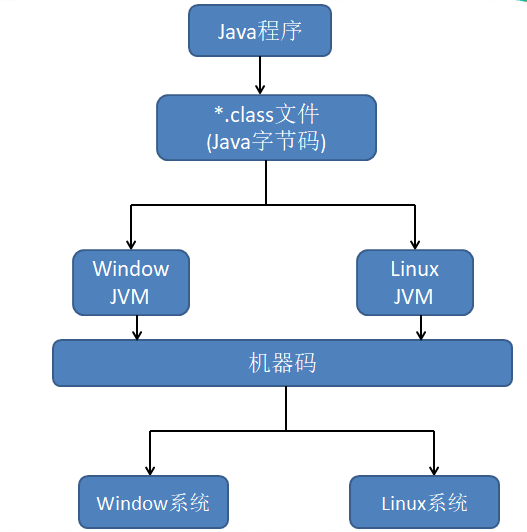 Java程序
*.class文件
(Java字节码)
Window
JVM
Linux
JVM
机器码
Window系统
Linux系统